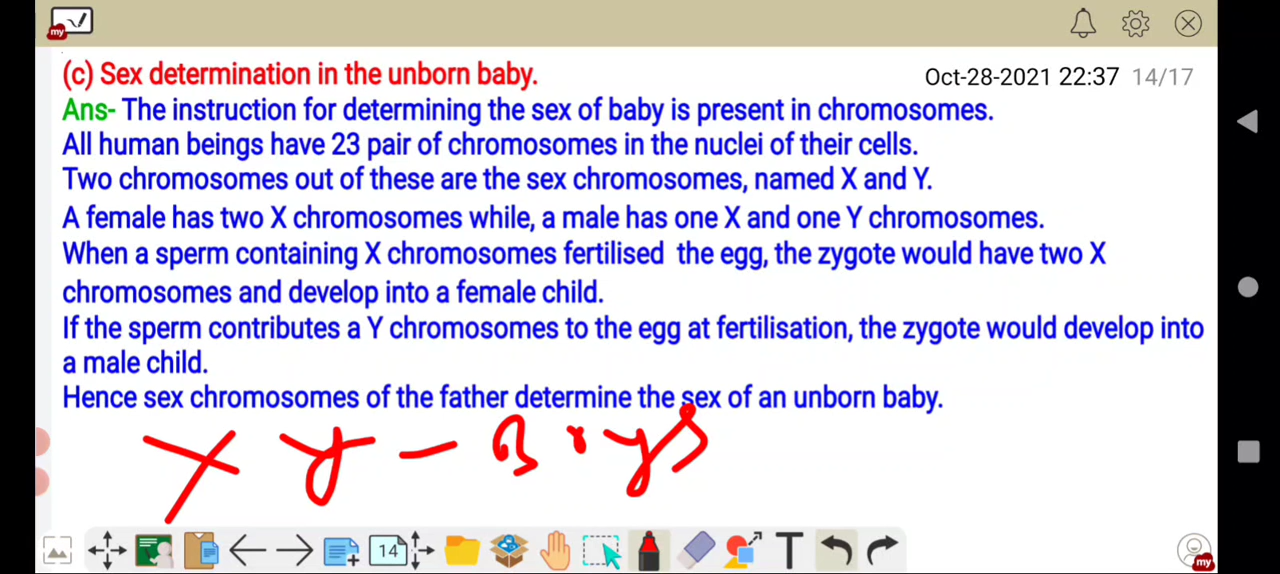 (c) Sex determination in the unborn baby.
Oct-28-2021 22:37 14/17
Ans- The instruction for determining the sex of baby is present in chromosomes.
All human beings have 23 pair of chromosomes in the nuclei of their cells.
Two chromosomes out of these are the sex chromosomes, named X and Y.
A female has two X chromosomes while, a male has one X and one Y chromosomes.
When a sperm containing X chromosomes fertilised the egg, the zygote would have two X
chromosomes and develop into a female child.
If the sperm contributes a Y chromosomes to the egg at fertilisation, the zygote would develop into
a male child.
Hence sex chromosomes of the father determine the sex of an unborn baby.
X y - Boys
my
14
T
my